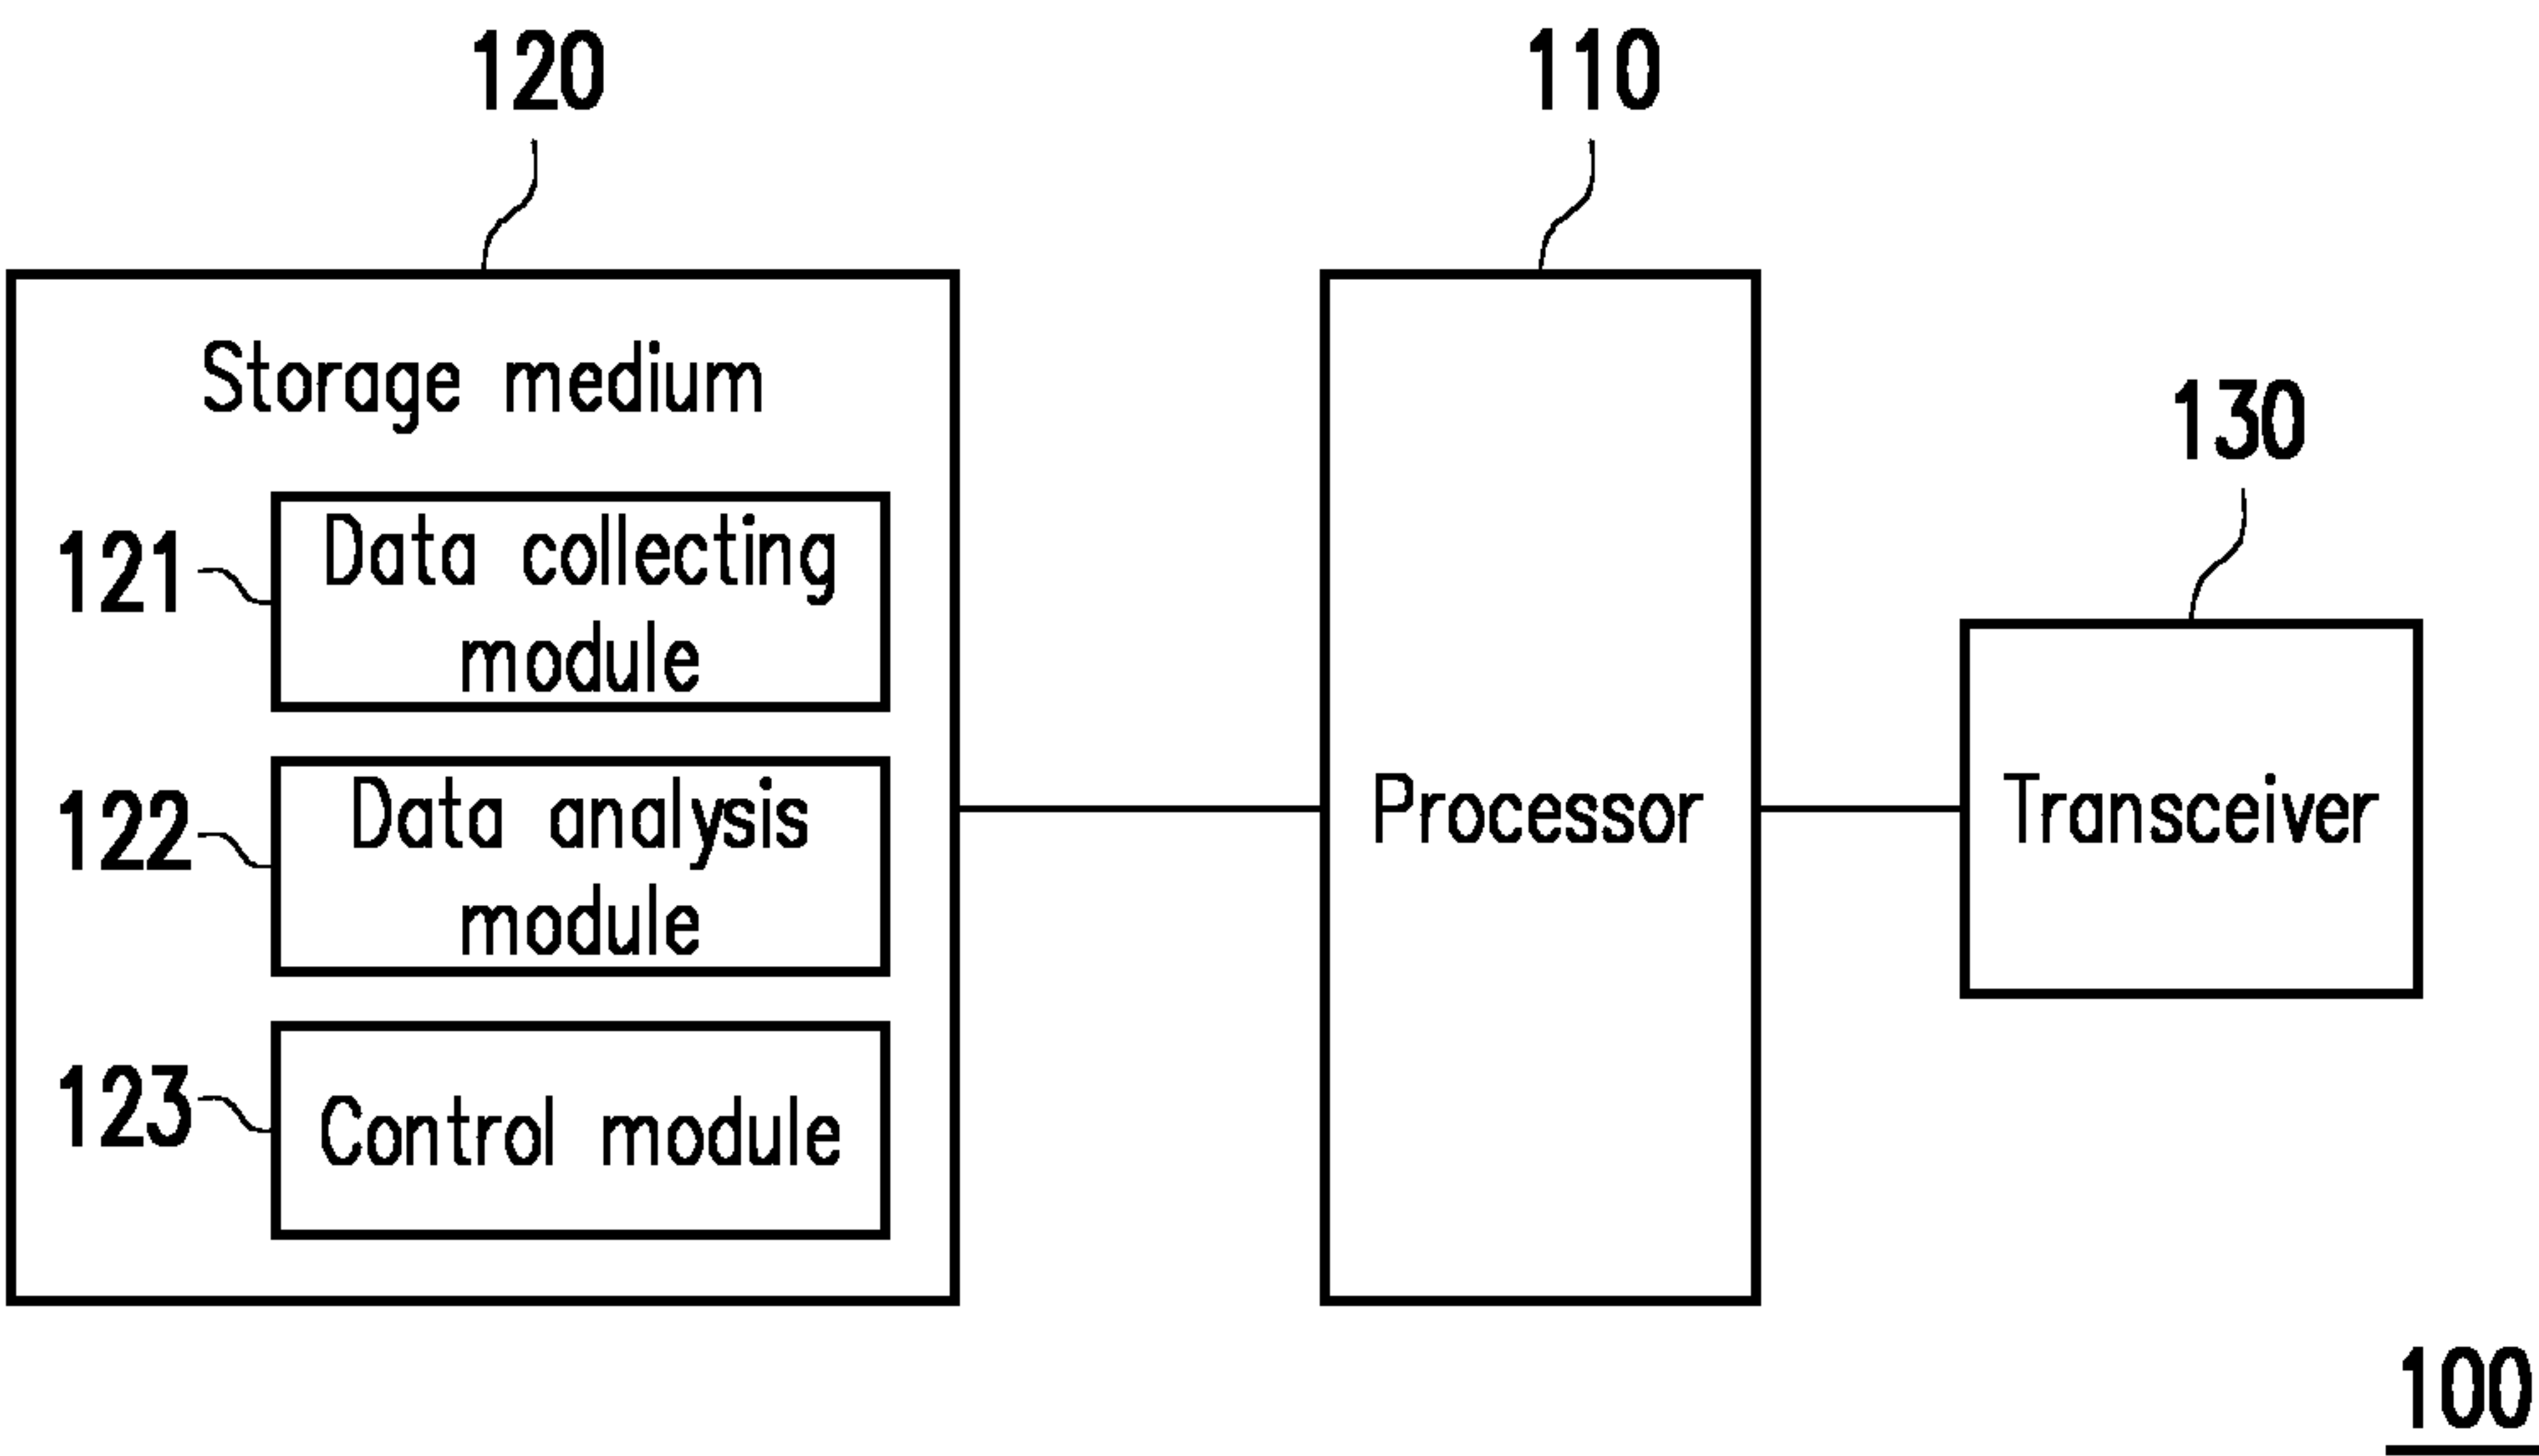 120
110
Storage medium
130
121
Data collecting
module
122
Data analysis
module
Processor
Transceiver
123
Control module
100